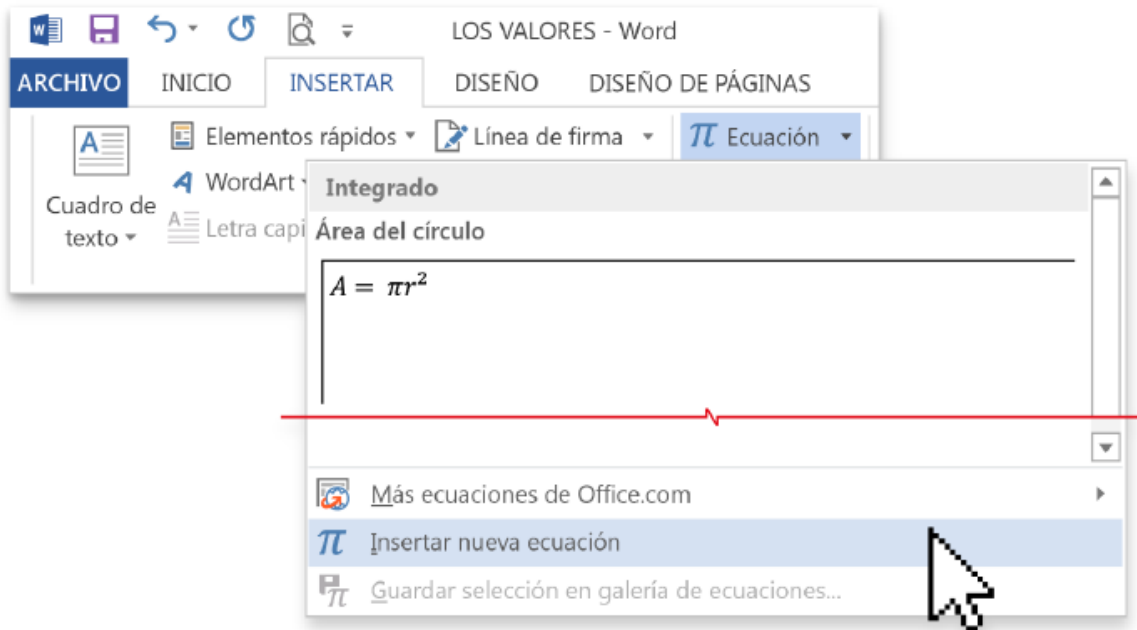 LOS VALORES - Word
ARCHIVO INICIO INSERTAR DISEÑO DISEÑO DE PÁGINAS
Elementos rápidos Línea de firma π Ecuación
WordArt
Cuadro de texto
Letra capi
Integrado
Área del círculo
A = πr²
Más ecuaciones de Office.com
π Insertar nueva ecuación
Guardar selección en galería de ecuaciones...